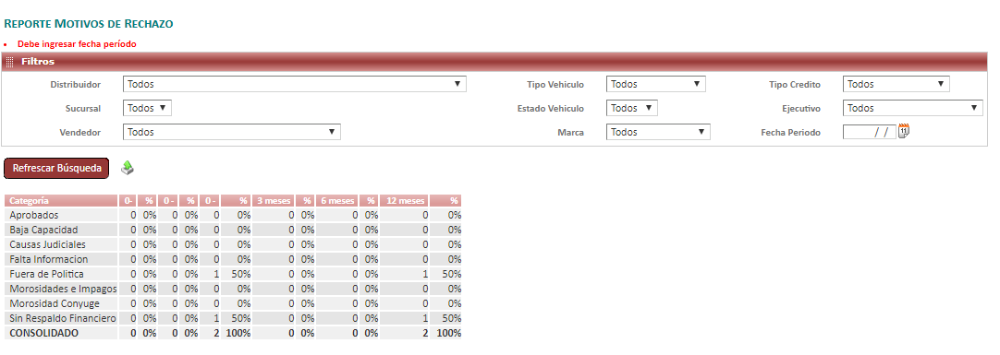 REPORTE MOTIVOS DE RECHAZO
• Debe ingresar fecha período
Filtros
Distribuidor Todos Tipo Vehiculo Todos Tipo Credito Todos
Sucursal Todos Estado Vehiculo Todos Ejecutivo Todos
Vendedor Todos Marca Todos Fecha Periodo / / 11
Refrescar Búsqueda
Categoría 0- % 0 - % 0 - % 3 meses % 6 meses % 12 meses %
Aprobados 0 0% 0 0% 0 0% 0 0% 0 0% 0 0%
Baja Capacidad 0 0% 0 0% 0 0% 0 0% 0 0% 0 0%
Causas Judiciales 0 0% 0 0% 0 0% 0 0% 0 0% 0 0%
Falta Informacion 0 0% 0 0% 0 0% 0 0% 0 0% 0 0%
Fuera de Politica 0 0% 0 0% 1 50% 0 0% 0 0% 1 50%
Morosidades e Impagos 0 0% 0 0% 0 0% 0 0% 0 0% 0 0%
Morosidad Conyuge 0 0% 0 0% 0 0% 0 0% 0 0% 0 0%
Sin Respaldo Financiero 0 0% 0 0% 1 50% 0 0% 0 0% 1 50%
CONSOLIDADO 0 0% 0 0% 2 100% 0 0% 0 0% 2 100%